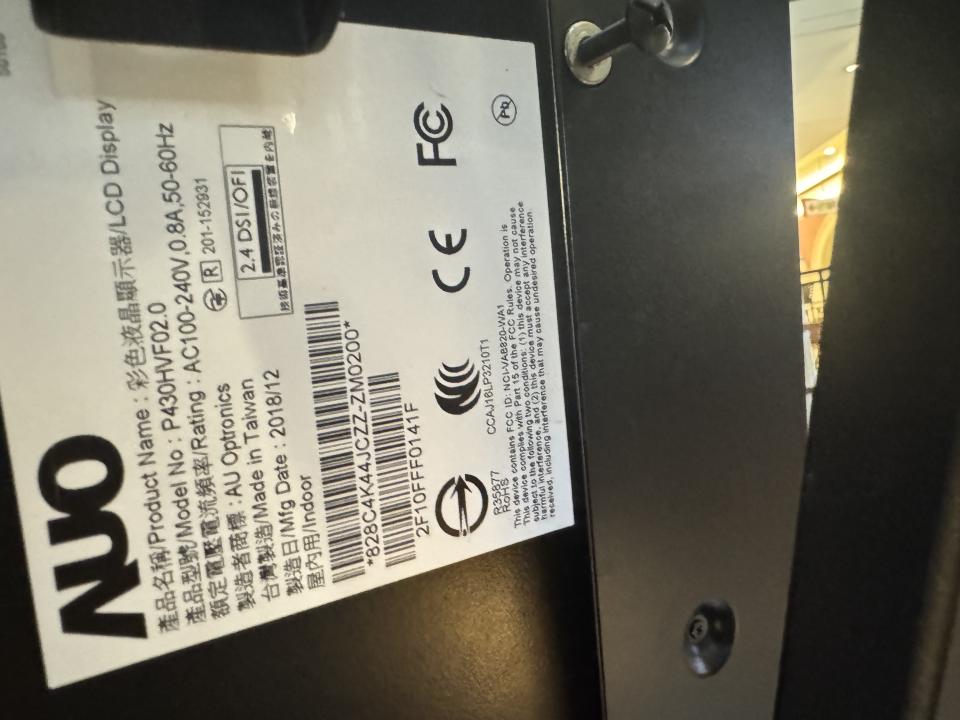 AUO
產品名稱/Product Name : 彩色液晶顯示器/LCD Display
產品型號/Model No : P430HVF02.0
額定電壓電流頻率/Rating : AC100-240V,0.8A,50-60Hz
製造者商標 : AU Optronics
台灣製造/Made in Taiwan
製造日/Mfg Date : 2018/12
屋內用/Indoor
R 201-152931
2.4 DSI/OF1
*828C4K44JCZZZ-ZM0200*
2F10FFF0141F
CE
FC
Pb
CCAJ16LP3210T1
R35877
RoHS
This device contains FCC ID: NCI-VAB820-WA1
This device complies with Part 15 of the FCC Rules. Operation is
subject to the following two conditions: (1) this device may not cause
harmful interference, and (2) this device must accept any interference
received, including interference that may cause undesired operation.